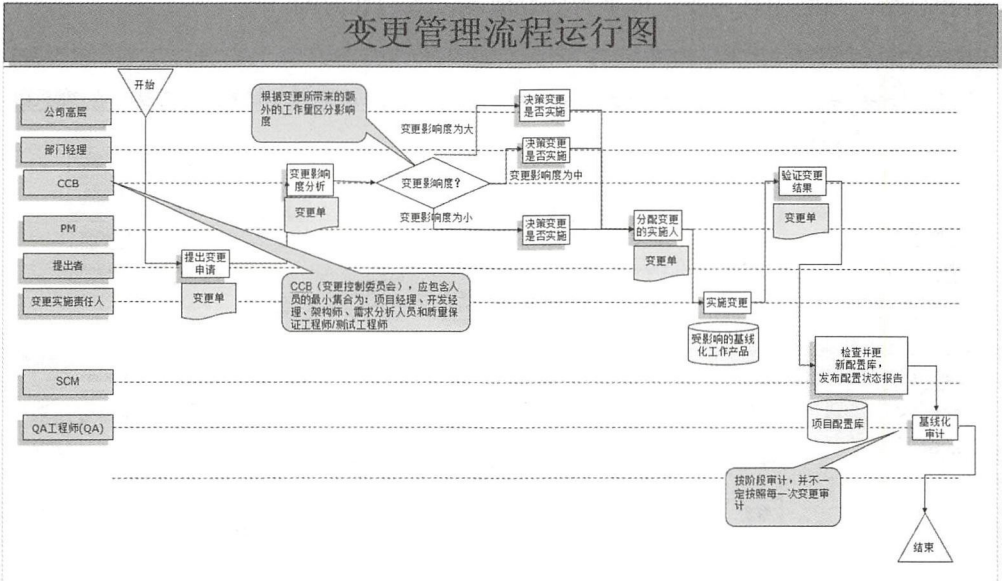 变更管理流程运行图
开始
公司高层
部门经理
CCB
PM
提出者
变更实施责任人
SCM
QA工程师(QA)
根据变更所带来的额
外的工作量区分影响
度
变更影响度为大
决策变更
是否实施
决策变更
是否实施
变更影响度为中
变更影响
度分析
变更单
变更影响度?
变更影响度为小
决策变更
是否实施
提出变更
申请
变更单
CCB(变更控制委员会),应包含人
员的最小集合为:项目经理、开发经
理、架构师、需求分析人员和质量保
证工程师/测试工程师
分配变更
的实施人
变更单
实施变更
受影响的基线
化工作产品
验证变更
结果
变更单
检查并更
新配置库,
发布配置状态报告
项目配置库
基线化
审计
按阶段审计,并不一
定按照每一次变更审
计
结束